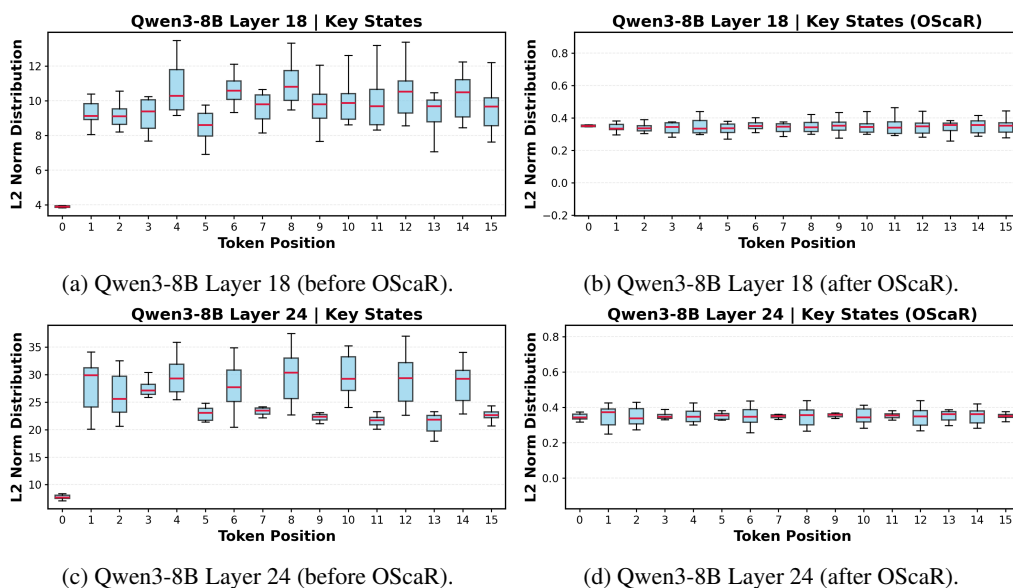 Qwen3-8B Layer 18 | Key States
L2 Norm Distribution
12
10
8
6
4
0 1 2 3 4 5 6 7 8 9 10 11 12 13 14 15
Token Position
(a) Qwen3-8B Layer 18 (before OScaR).
Qwen3-8B Layer 18 | Key States (OScaR)
L2 Norm Distribution
0.8
0.6
0.4
0.2
0.0
−0.2
0 1 2 3 4 5 6 7 8 9 10 11 12 13 14 15
Token Position
(b) Qwen3-8B Layer 18 (after OScaR).
Qwen3-8B Layer 24 | Key States
L2 Norm Distribution
35
30
25
20
15
10
0 1 2 3 4 5 6 7 8 9 10 11 12 13 14 15
Token Position
(c) Qwen3-8B Layer 24 (before OScaR).
Qwen3-8B Layer 24 | Key States (OScaR)
L2 Norm Distribution
0.8
0.6
0.4
0.2
0.0
0 1 2 3 4 5 6 7 8 9 10 11 12 13 14 15
Token Position
(d) Qwen3-8B Layer 24 (after OScaR).